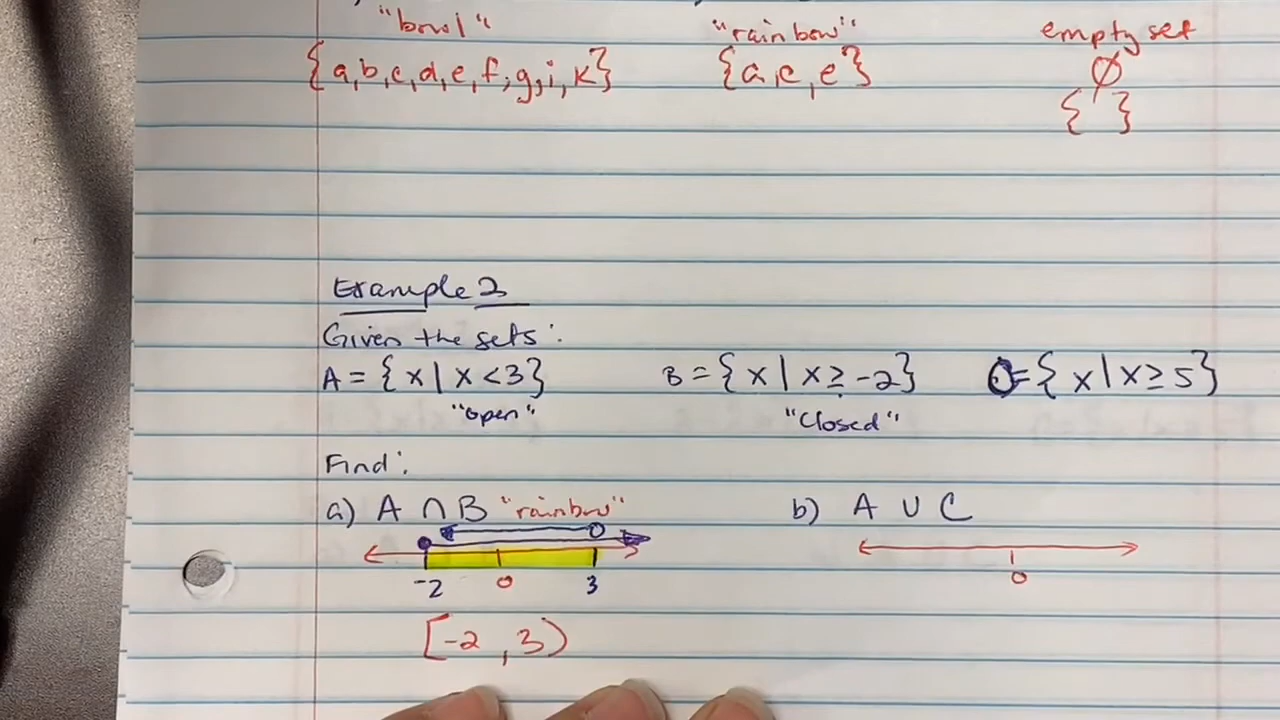 "bowl" "rainbow" empty set
{a,b,c,d,e,f,g,i,k} {a,c,e} ∅
{ }
Example 2
Given the sets:
A = {x | x < 3} B = {x | x ≥ -2} C = {x | x ≥ 5}
"open" "Closed"
Find:
a) A ∩ B "rainbow" b) A ∪ C
-2 0 3 0
[-2, 3)